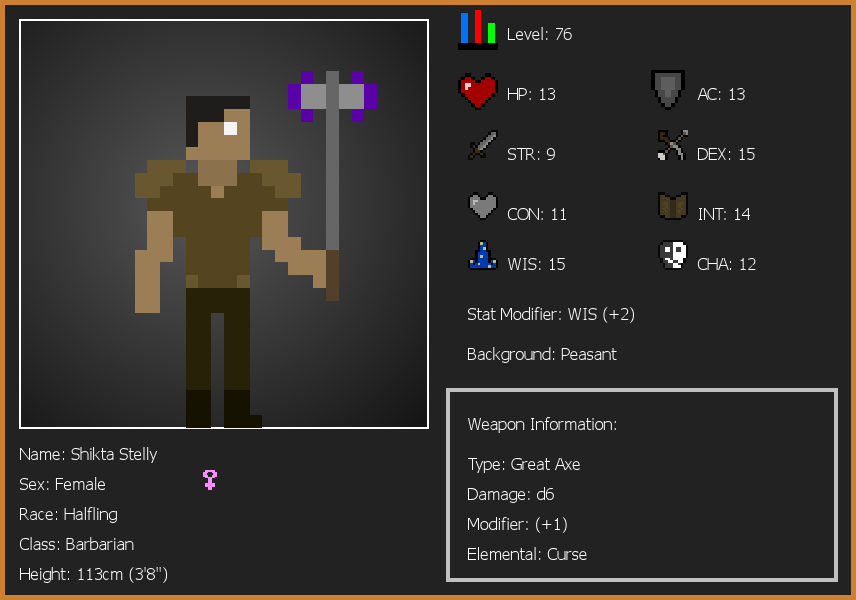 Level: 76
HP: 13
AC: 13
STR: 9
DEX: 15
CON: 11
INT: 14
WIS: 15
CHA: 12
Stat Modifier: WIS (+2)
Background: Peasant
Weapon Information:
Type: Great Axe
Damage: d6
Modifier: (+1)
Elemental: Curse
Name: Shikta Stelly
Sex: Female
Race: Halfling
Class: Barbarian
Height: 113cm (3'8")